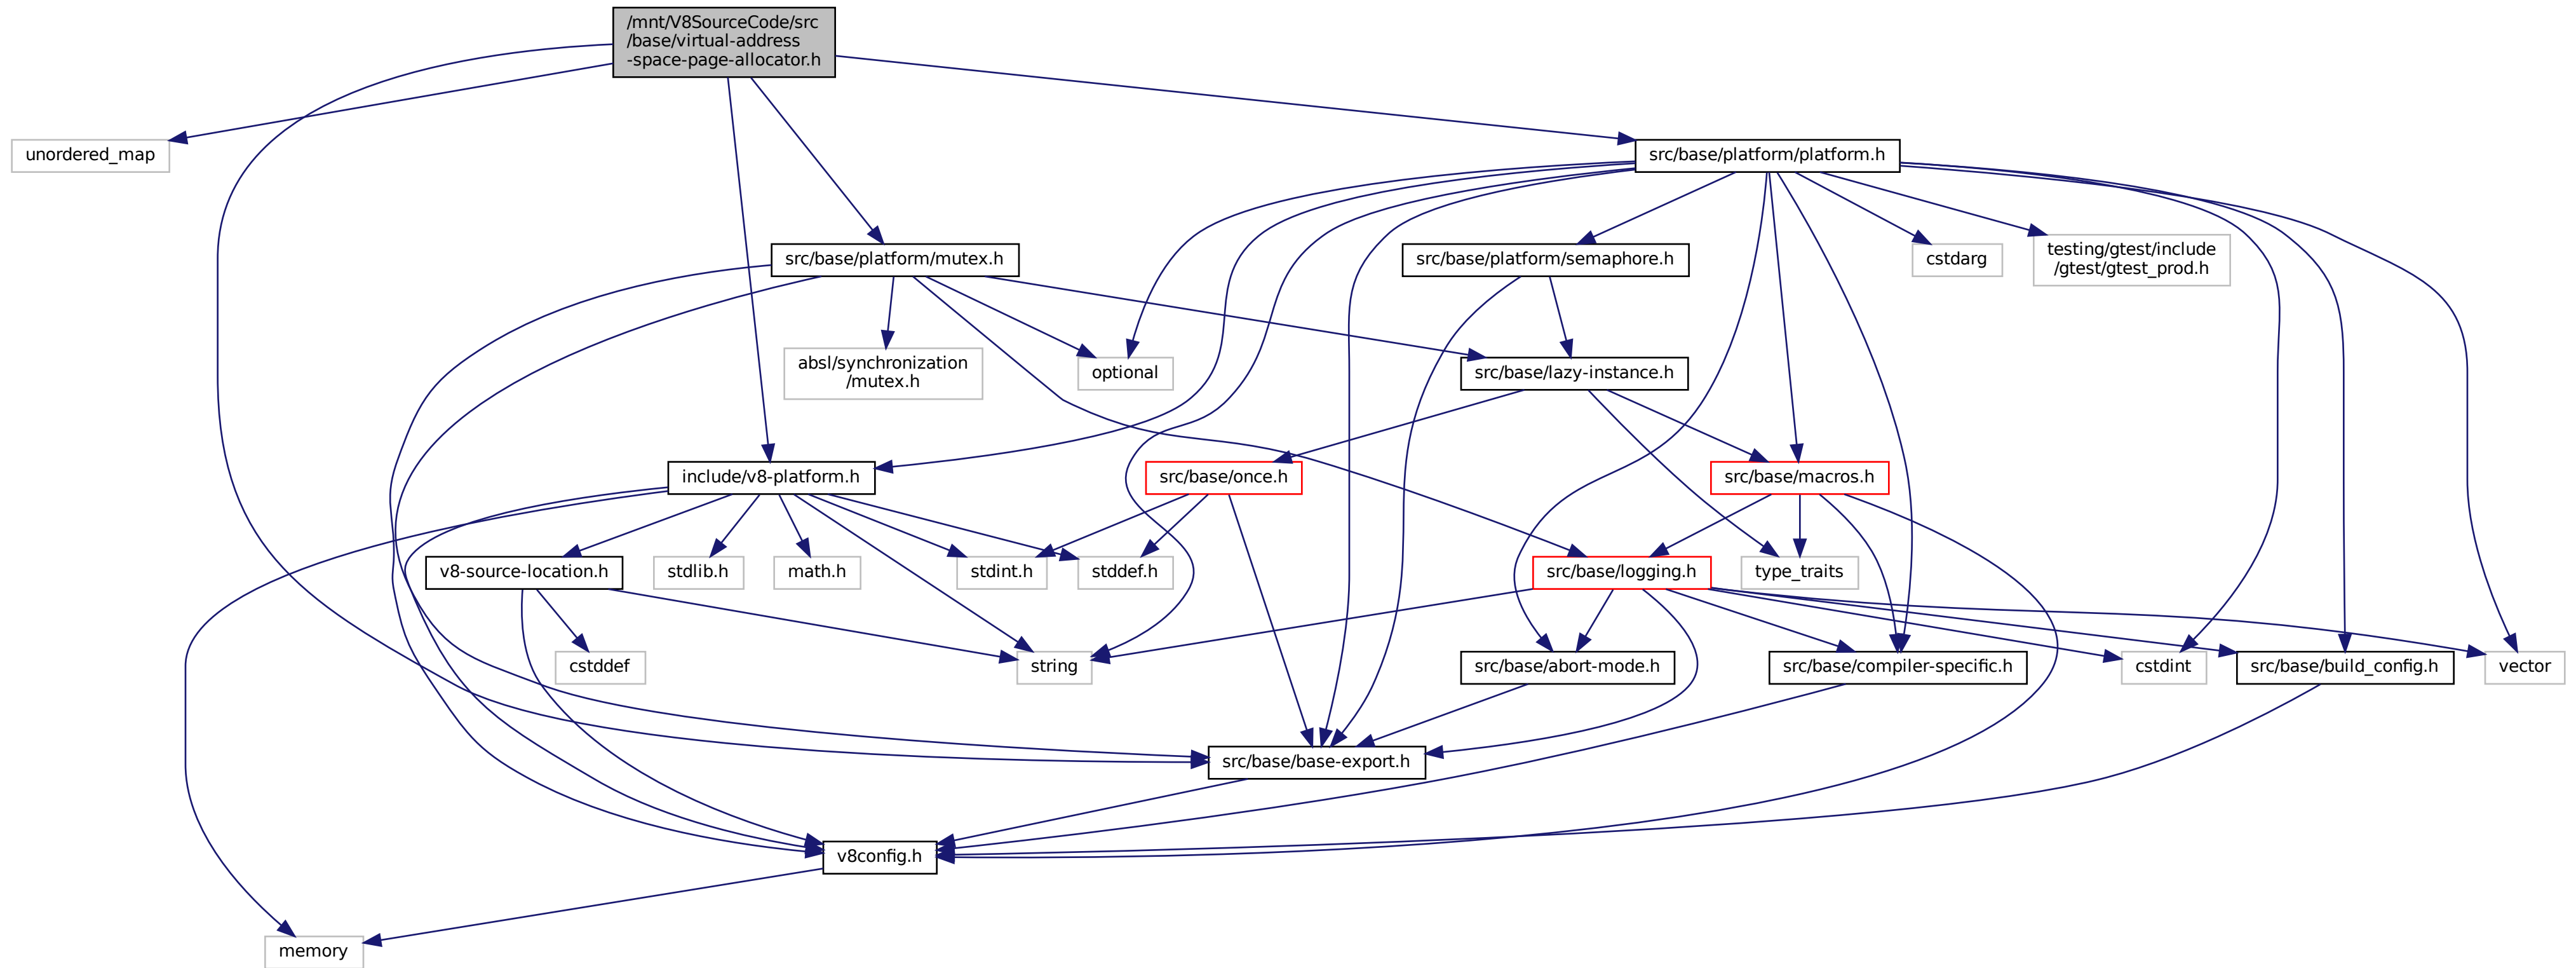 /mnt/V8SourceCode/src
/base/virtual-address
-space-page-allocator.h
unordered_map
src/base/platform/platform.h
src/base/platform/mutex.h
src/base/platform/semaphore.h
cstdarg
testing/gtest/include
/gtest/gtest_prod.h
absl/synchronization
/mutex.h
optional
src/base/lazy-instance.h
include/v8-platform.h
src/base/once.h
src/base/macros.h
v8-source-location.h
stdlib.h
math.h
stdint.h
stddef.h
src/base/logging.h
type_traits
cstddef
string
src/base/abort-mode.h
src/base/compiler-specific.h
cstdint
src/base/build_config.h
vector
src/base/base-export.h
v8config.h
memory